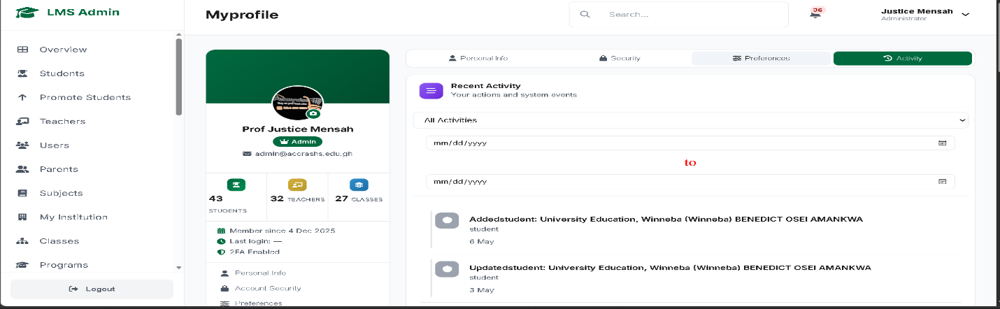 LMS Admin
Myprofile
Search...
36
Justice Mensah
Administrator
Overview
Students
Promote Students
Teachers
Users
Parents
Subjects
My Institution
Classes
Programs
Logout
Prof Justice Mensah
Admin
admin@accrashs.edu.gh
43 STUDENTS
32 TEACHERS
27 CLASSES
Member since 4 Dec 2025
Last login: —
2FA Enabled
Personal Info
Account Security
Preferences
Personal Info
Security
Preferences
Activity
Recent Activity
Your actions and system events
All Activities
mm/dd/yyyy
to
mm/dd/yyyy
Addedstudent: University Education, Winneba (Winneba) BENEDICT OSEI AMANKWA
student
6 May
Updatedstudent: University Education, Winneba (Winneba) BENEDICT OSEI AMANKWA
student
3 May